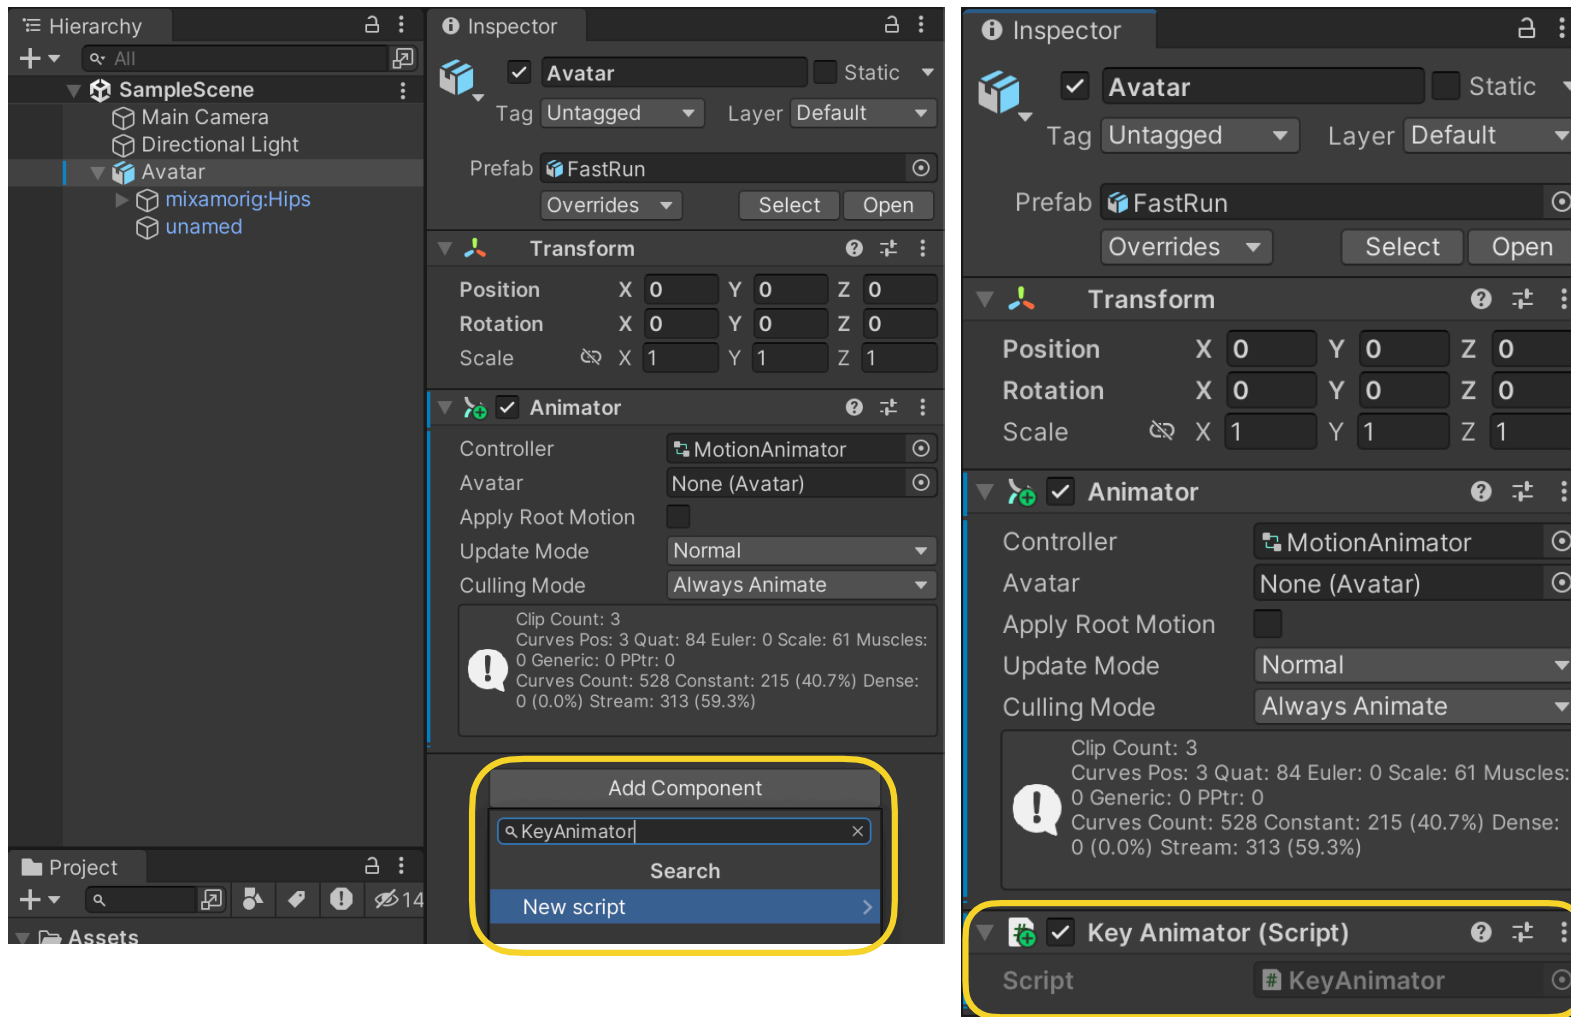 Hierarchy
All
SampleScene
Main Camera
Directional Light
Avatar
mixamorig:Hips
unamed
Project
14
Assets
Inspector
Avatar Static
Tag Untagged Layer Default
Prefab FastRun
Overrides Select Open
Transform
Position X 0 Y 0 Z 0
Rotation X 0 Y 0 Z 0
Scale X 1 Y 1 Z 1
Animator
Controller MotionAnimator
Avatar None (Avatar)
Apply Root Motion
Update Mode Normal
Culling Mode Always Animate
Clip Count: 3
Curves Pos: 3 Quat: 84 Euler: 0 Scale: 61 Muscles:
0 Generic: 0 PPtr: 0
Curves Count: 528 Constant: 215 (40.7%) Dense:
0 (0.0%) Stream: 313 (59.3%)
Add Component
KeyAnimator
Search
New script
Inspector
Avatar Static
Tag Untagged Layer Default
Prefab FastRun
Overrides Select Open
Transform
Position X 0 Y 0 Z 0
Rotation X 0 Y 0 Z 0
Scale X 1 Y 1 Z 1
Animator
Controller MotionAnimator
Avatar None (Avatar)
Apply Root Motion
Update Mode Normal
Culling Mode Always Animate
Clip Count: 3
Curves Pos: 3 Quat: 84 Euler: 0 Scale: 61 Muscles:
0 Generic: 0 PPtr: 0
Curves Count: 528 Constant: 215 (40.7%) Dense:
0 (0.0%) Stream: 313 (59.3%)
Key Animator (Script)
Script KeyAnimator